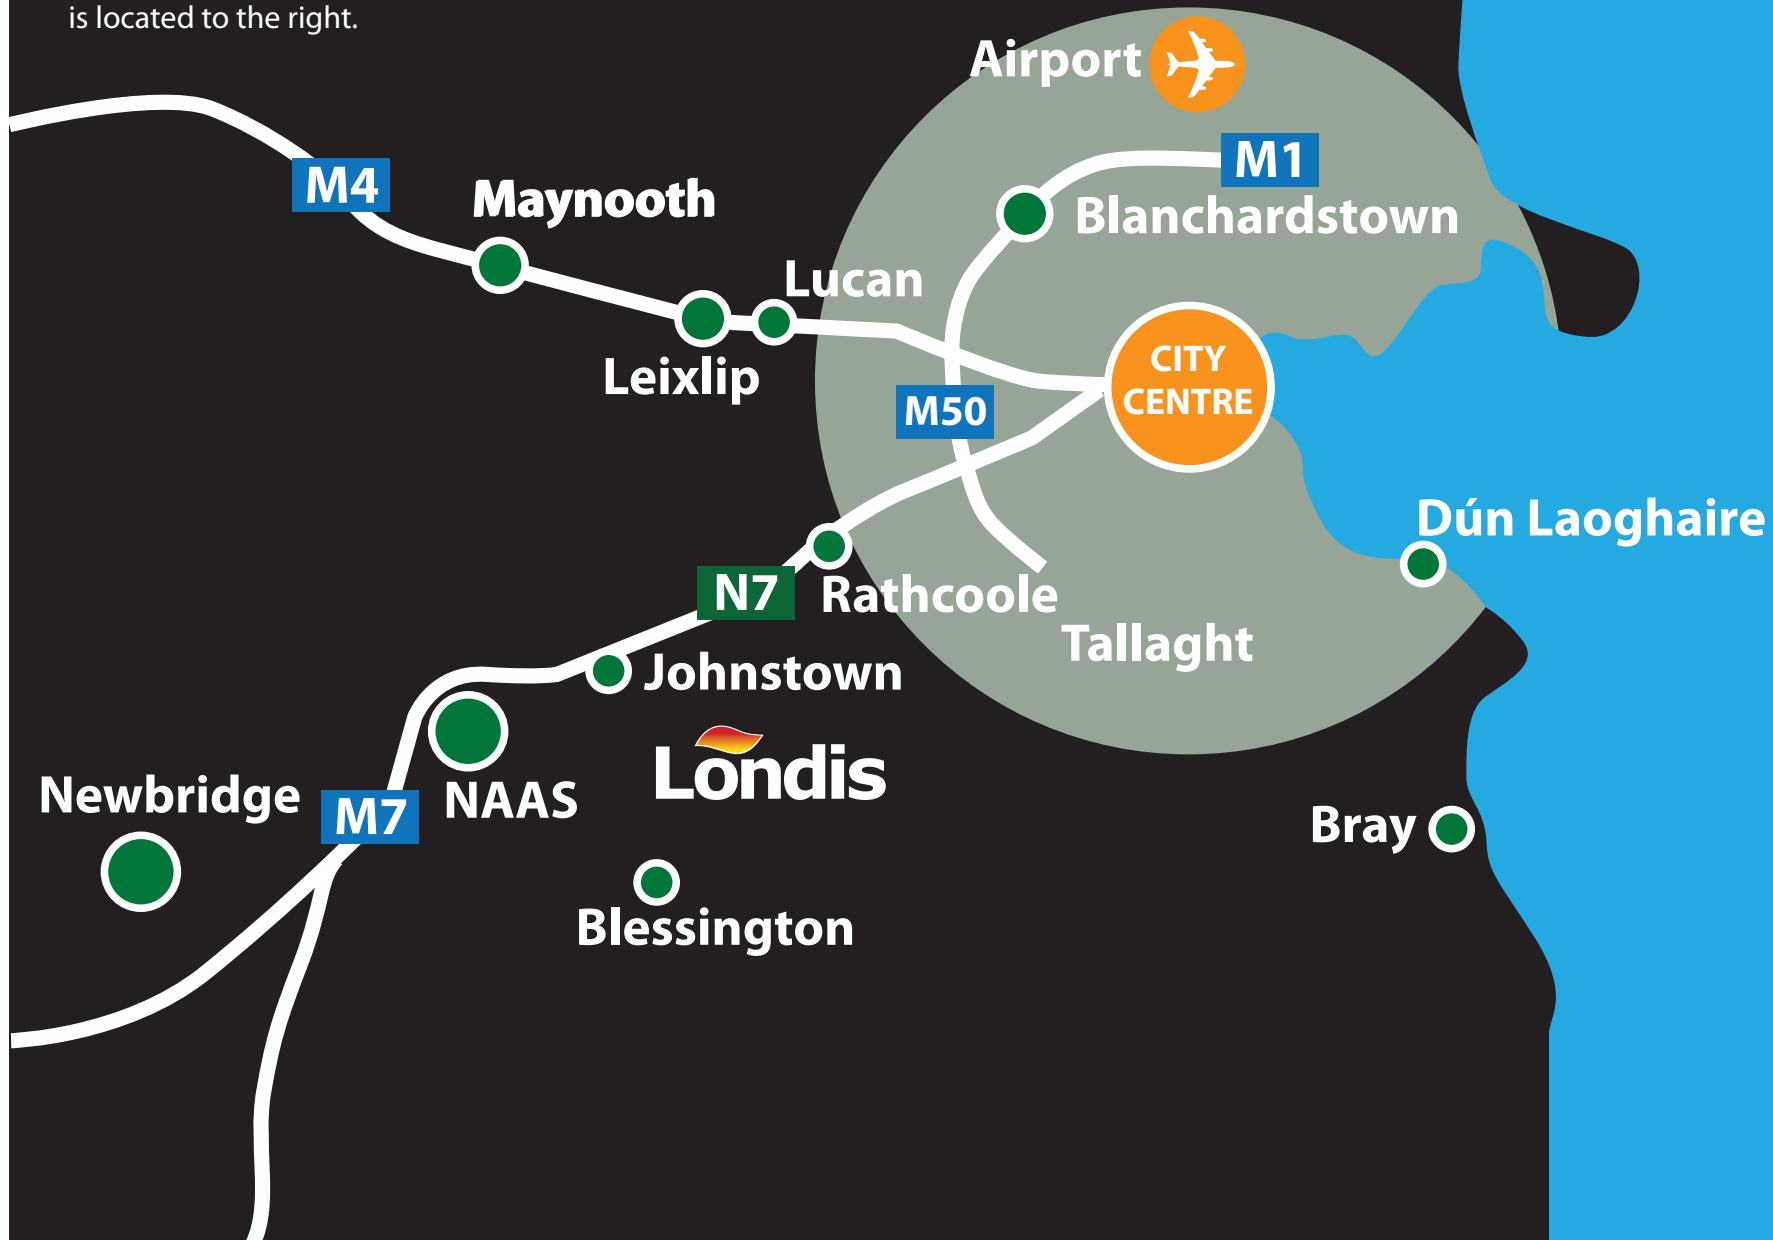 is located to the right.
Airport
M1
M4
Maynooth
Blanchardstown
Lucan
CITY
CENTRE
Leixlip
M50
Dún Laoghaire
N7
Rathcoole
Tallaght
Johnstown
Londis
Newbridge
NAAS
M7
Bray
Blessington